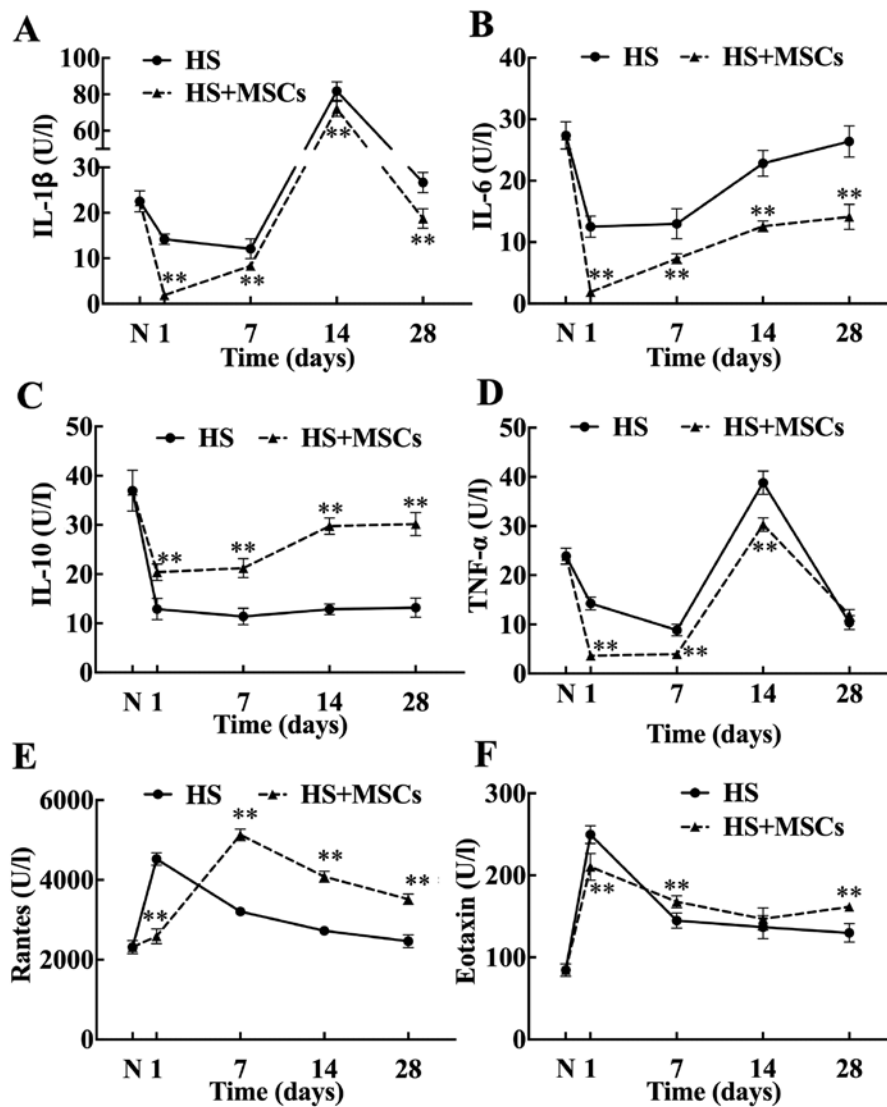 A
HS
HS+MSCs
IL-1β (U/l)
100
80
60
30
20
10
0
**
**
**
**
N 1 7 14 28
Time (days)
B
HS HS+MSCs
IL-6 (U/l)
40
30
20
10
0
**
**
**
**
N 1 7 14 28
Time (days)
C
HS HS+MSCs
IL-10 (U/l)
50
40
30
20
10
0
**
**
**
**
N 1 7 14 28
Time (days)
D
HS HS+MSCs
TNF-α (U/l)
50
40
30
20
10
0
**
**
**
N 1 7 14 28
Time (days)
E
HS HS+MSCs
Rantes (U/l)
6000
4000
2000
0
**
**
**
**
N 1 7 14 28
Time (days)
F
HS
HS+MSCs
Eotaxin (U/l)
300
200
100
0
**
**
**
N 1 7 14 28
Time (days)